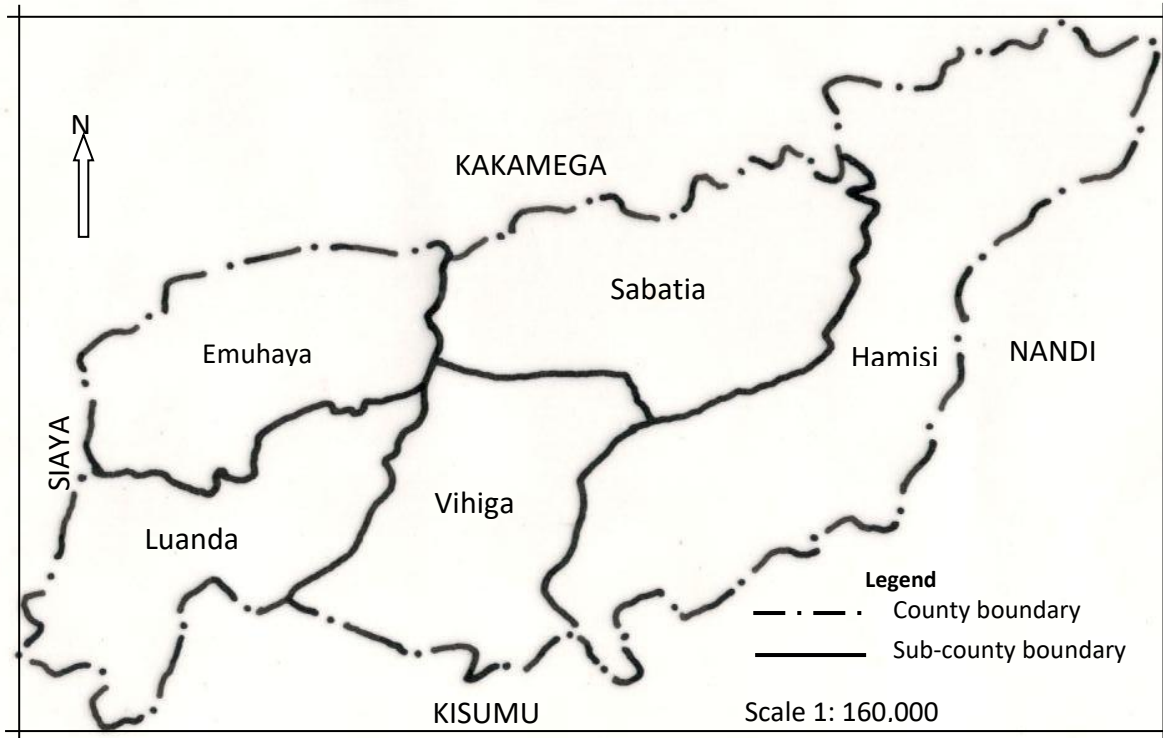 N
KAKAMEGA
Sabatia
Emuhaya
Hamisi
NANDI
SIAYA
Vihiga
Luanda
Legend
County boundary
Sub-county boundary
KISUMU
Scale 1: 160,000